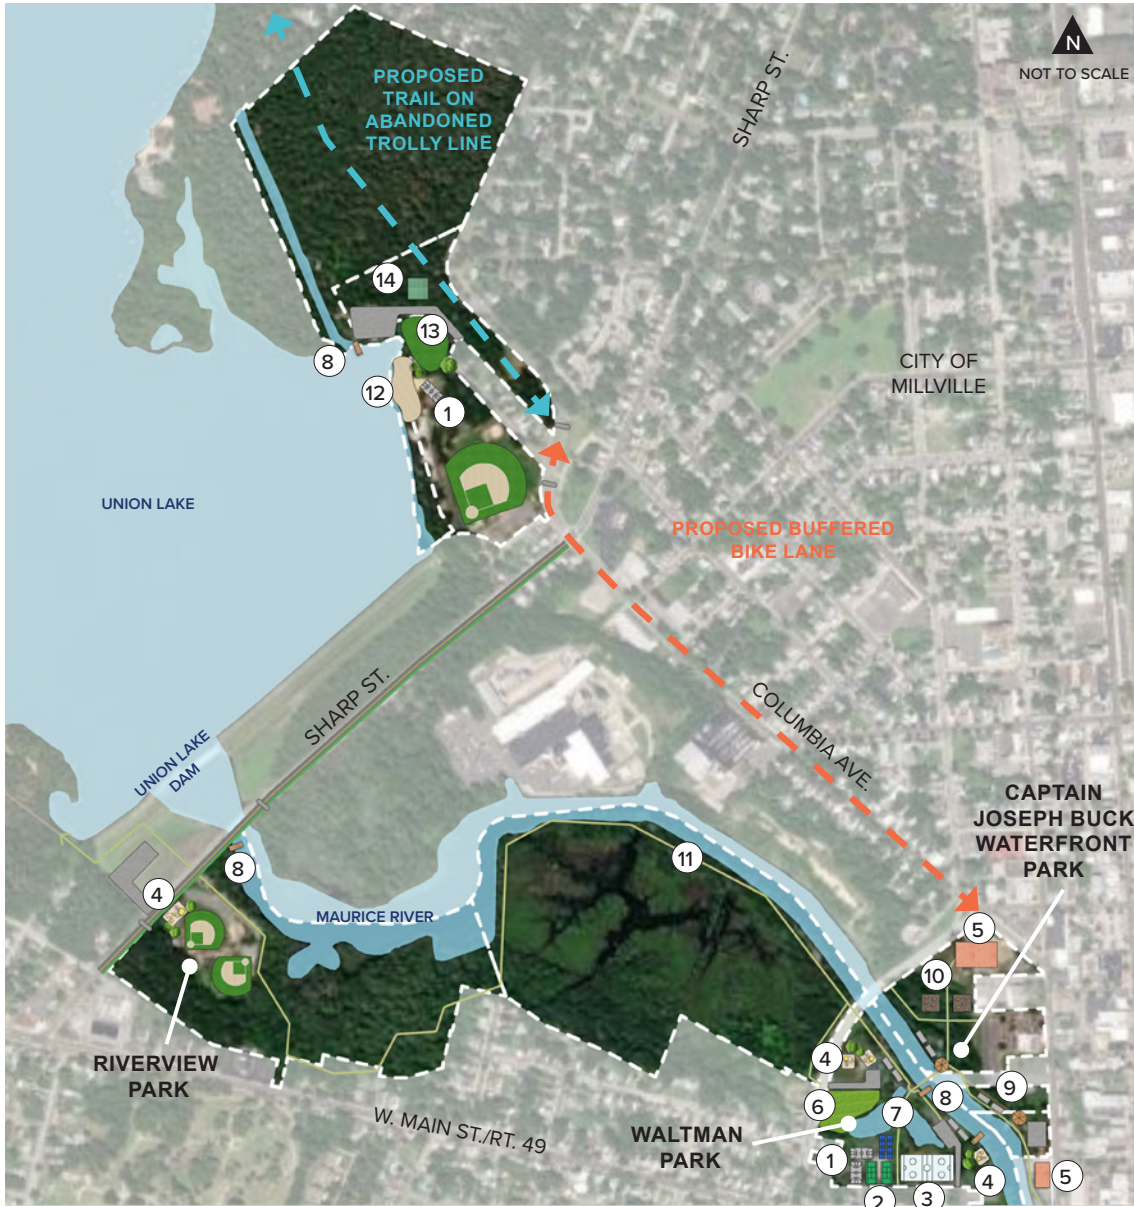 N
NOT TO SCALE
PROPOSED
TRAIL ON
ABANDONED
TROLLY LINE
SHARP ST.
14
13
8
12
1
CITY OF
MILLVILLE
UNION LAKE
PROPOSED BUFFERED
BIKE LANE
SHARP ST.
COLUMBIA AVE.
UNION LAKE
DAM
CAPTAIN
JOSEPH BUCK
WATERFRONT
PARK
11
8
4
MAURICE RIVER
5
10
RIVERVIEW
PARK
4
9
8
6
7
W. MAIN ST./RT. 49
WALTMAN
PARK
1
2
3
4
5